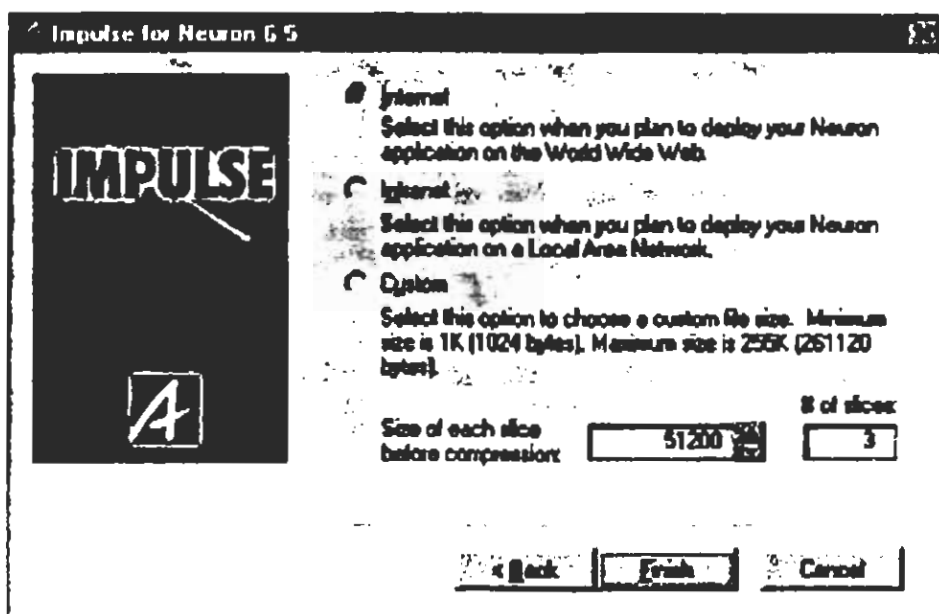 Impulse for Neuron 6.5
IMPULSE
A
Internet
Select this option when you plan to deploy your Neuron
application on the World Wide Web.
Intranet
Select this option when you plan to deploy your Neuron
application on a Local Area Network.
Custom
Select this option to choose a custom file size. Minimum
size is 1K (1024 bytes). Maximum size is 255K (261120
bytes).
# of slices:
Size of each slice
before compression:
51200
3
< Back
Finish
Cancel